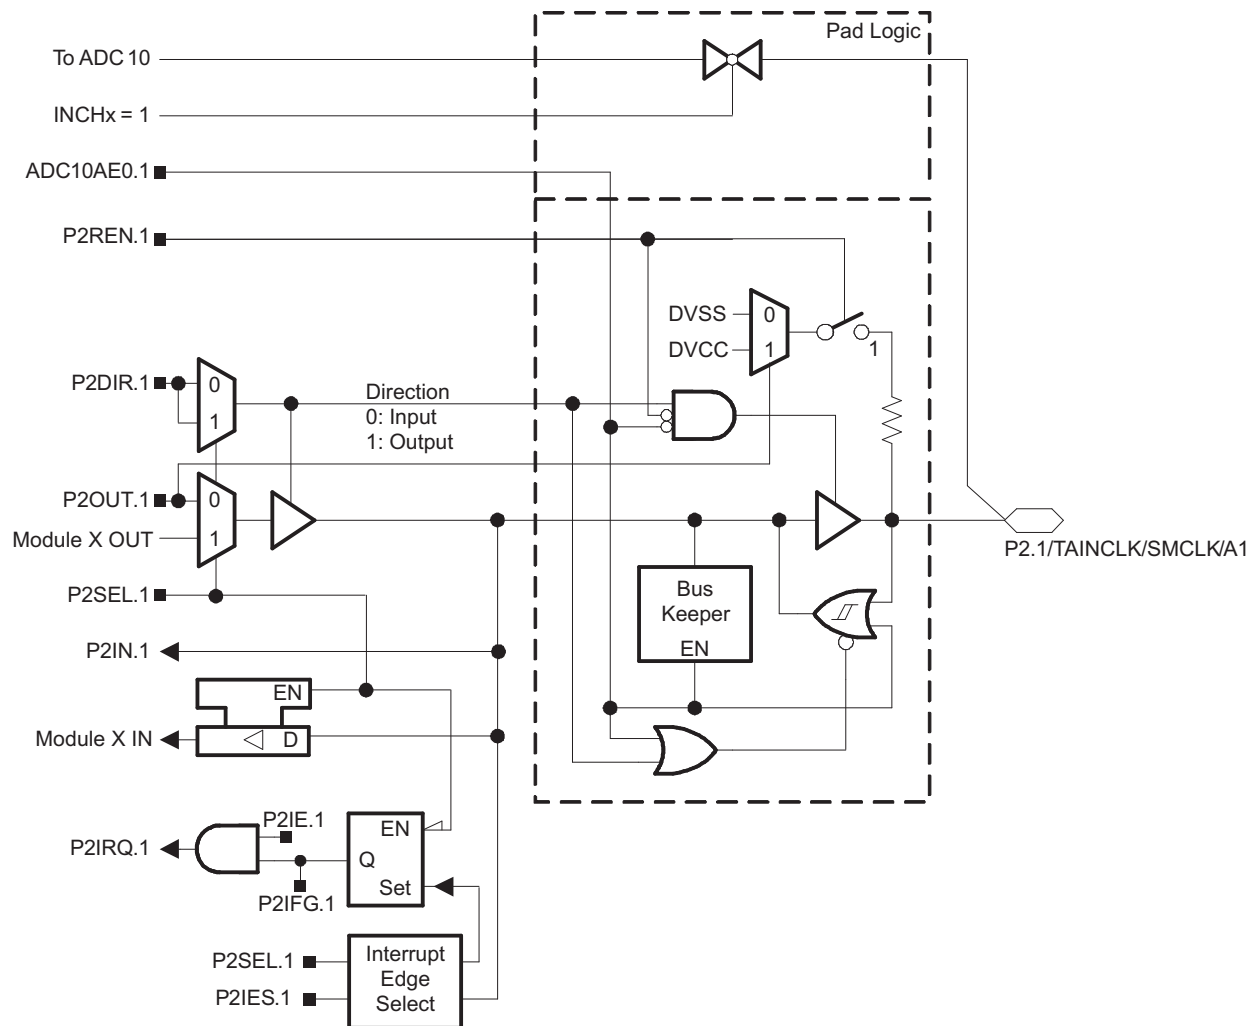 Pad Logic
To ADC 10
INCHx = 1
ADC10AE0.1
P2REN.1
DVSS
0
DVCC
1
1
P2DIR.1
0
1
Direction
0: Input
1: Output
P2OUT.1
0
Module X OUT
1
P2SEL.1
P2.1/TAINCLK/SMCLK/A1
Bus
Keeper
EN
P2IN.1
EN
Module X IN
D
P2IE.1
EN
P2IRQ.1
Q
Set
P2IFG.1
P2SEL.1
P2IES.1
Interrupt
Edge
Select